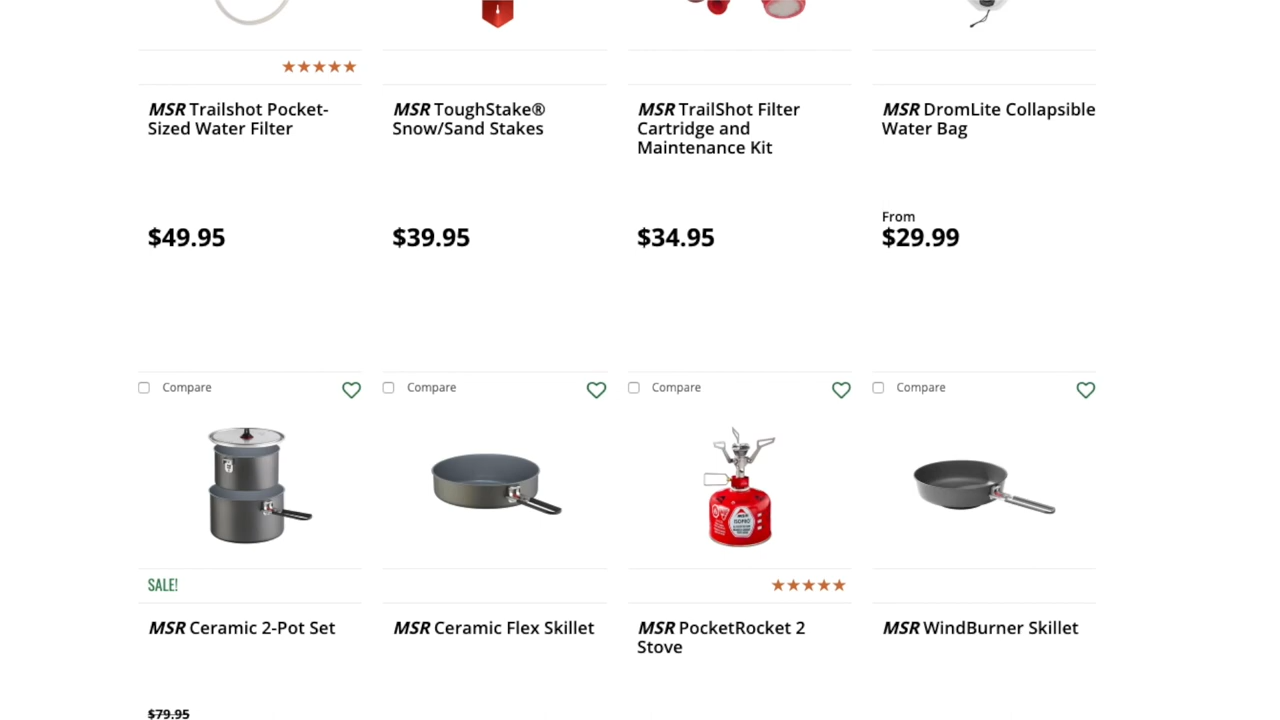 MSR Trailshot Pocket-
Sized Water Filter
$49.95
MSR ToughStake®
Snow/Sand Stakes
$39.95
MSR TrailShot Filter
Cartridge and
Maintenance Kit
$34.95
MSR DromLite Collapsible
Water Bag
From
$29.99
Compare
SALE!
MSR Ceramic 2-Pot Set
$79.95
Compare
MSR Ceramic Flex Skillet
Compare
MSR
ISOPRO
MSR PocketRocket 2
Stove
Compare
MSR WindBurner Skillet